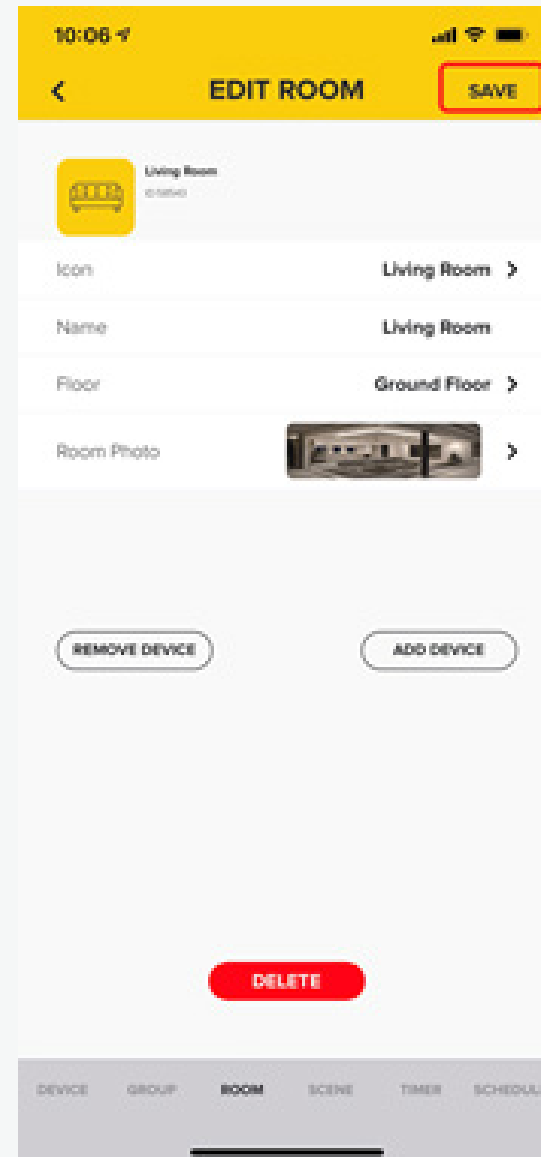 10:06
EDIT ROOM
SAVE
Living Room
Icon
Living Room
Name
Living Room
Floor
Ground Floor
Room Photo
REMOVE DEVICE
ADD DEVICE
DELETE
DEVICE GROUP ROOM SCENE TIMER SCHEDUL